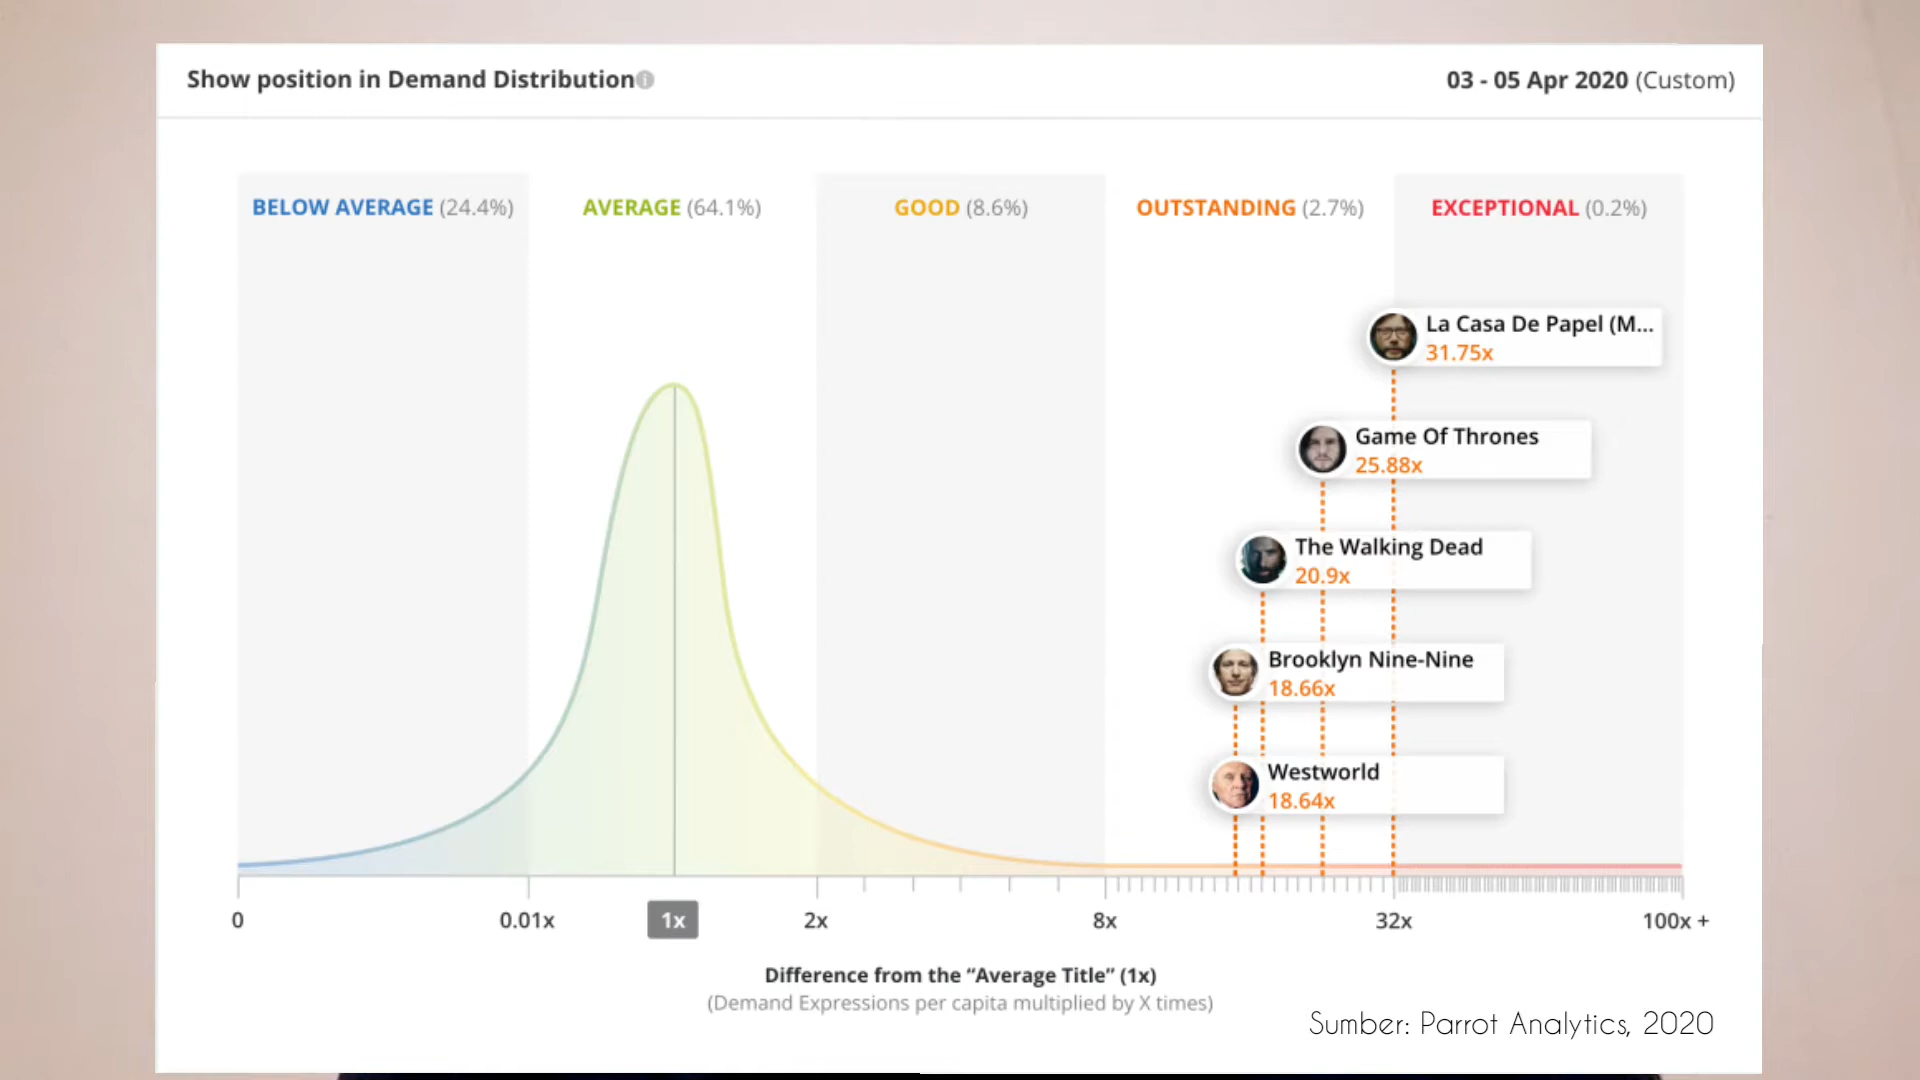 Show position in Demand Distribution
03 - 05 Apr 2020 (Custom)
BELOW AVERAGE (24.4%)
AVERAGE (64.1%)
GOOD (8.6%)
OUTSTANDING (2.7%)
EXCEPTIONAL (0.2%)
La Casa De Papel (M...
31.75x
Game Of Thrones
25.88x
The Walking Dead
20.9x
Brooklyn Nine-Nine
18.66x
Westworld
18.64x
0
0.01x
1x
2x
8x
32x
100x +
Difference from the “Average Title” (1x)
(Demand Expressions per capita multiplied by X times)
Sumber: Parrot Analytics, 2020